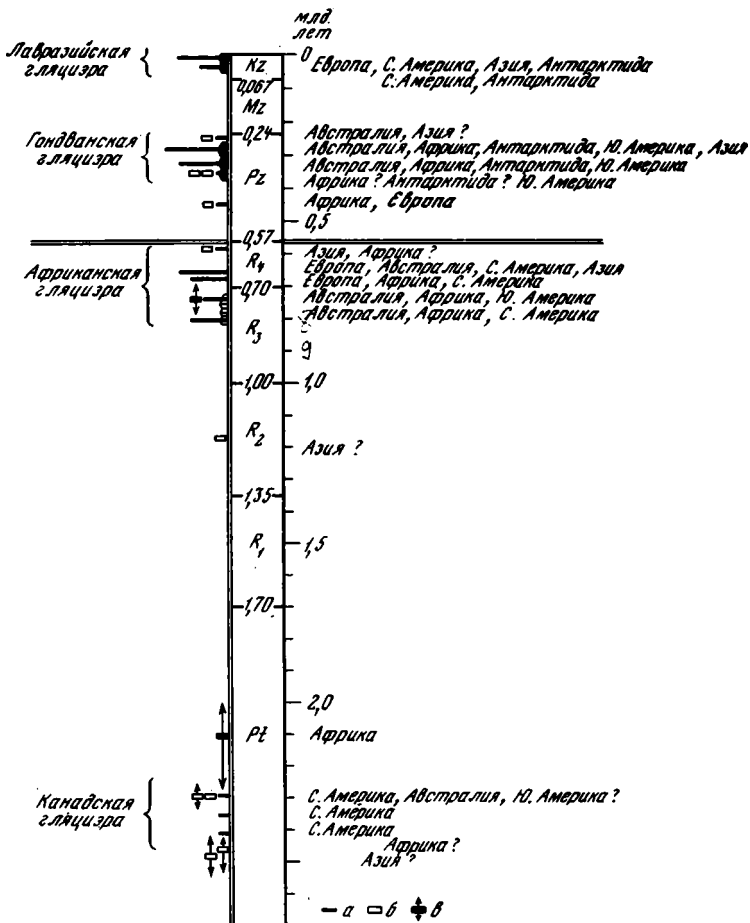 млд.
лет
Лавразийская
гляциэра
Kz
0
Европа, С. Америка, Азия, Антарктида
С. Америка, Антарктида
0,067
Mz
Гондванская
гляциэра
0,24
Австралия, Азия ?
Австралия, Африка, Антарктида, Ю. Америка, Азия
Австралия, Африка, Антарктида, Ю. Америка
Pz
Африка ? Антарктида ? Ю. Америка
Африка, Европа
0,5
0,57
Африканская
гляциэра
Азия, Африка ?
R4
Европа, Австралия, С. Америка, Азия
Европа, Африка, С. Америка
0,70
Австралия, Африка, Ю. Америка
Австралия, Африка, С. Америка
R3
9
1,00
1,0
R2
Азия ?
1,35
R1
1,5
1,70
2,0
Pt
Африка
Канадская
гляциэра
С. Америка, Австралия, Ю. Америка ?
С. Америка
С. Америка
Африка ?
Азия ?
а б в